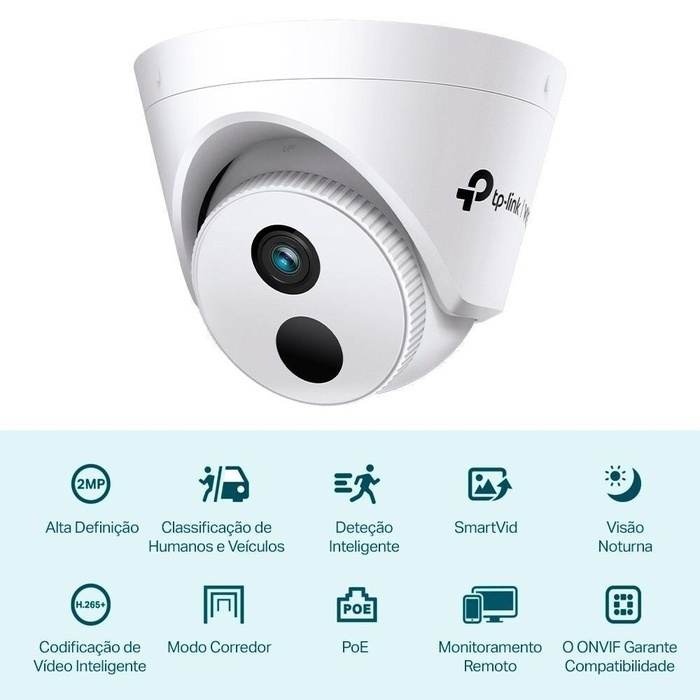 tp-link
2MP
Alta Definição
Classificação de
Humanos e Veículos
Deteção
Inteligente
SmartVid
Visão
Noturna
H.265+
Codificação de
Vídeo Inteligente
Modo Corredor
POE
PoE
Monitoramento
Remoto
O ONVIF Garante
Compatibilidade